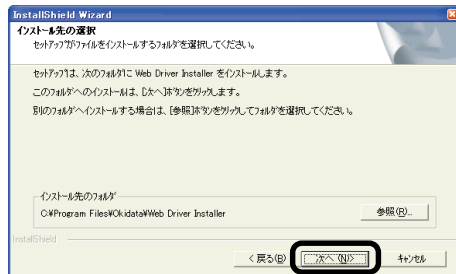 InstallShield Wizard
インストール先の選択
セットアップがファイルをインストールするフォルダを選択してください。
セットアップは、次のフォルダに Web Driver Installer をインストールします。
このフォルダへのインストールは、[次へ]ボタンをクリックします。
別のフォルダへインストールする場合は、[参照]ボタンをクリックしてフォルダを選択してください。
インストール先のフォルダ
C:¥Program Files¥Okidata¥Web Driver Installer
参照(R)...
InstallShield
< 戻る(B)
次へ (N)>
キャンセル